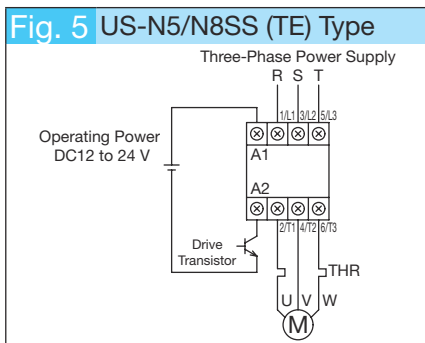 Fig. 5 US-N5/N8SS (TE) Type
Three-Phase Power Supply
R S T
1/L1 3/L2 5/L3
Operating Power
DC12 to 24 V
A1
A2
2/T1 4/T2 6/T3
Drive
Transistor
THR
U V W
M